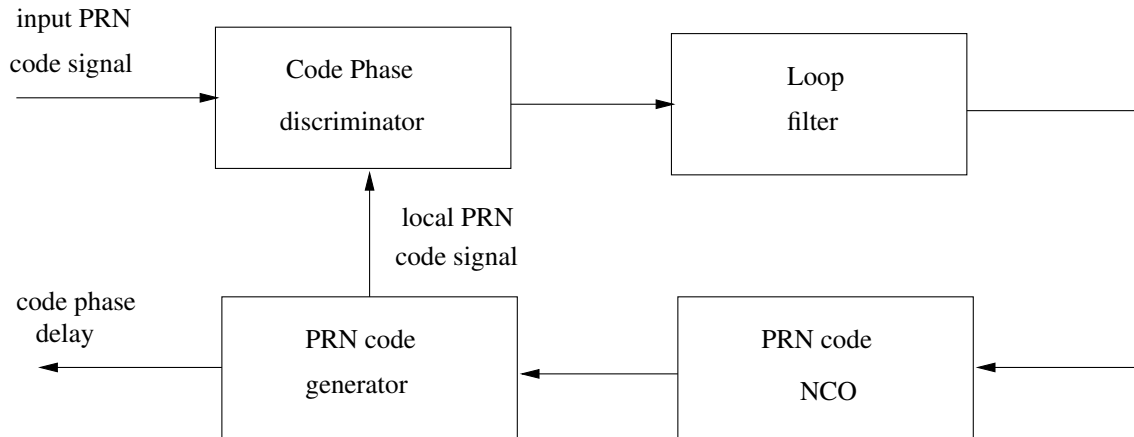 input PRN
code signal
Code Phase
discriminator
Loop
filter
local PRN
code signal
code phase
delay
PRN code
generator
PRN code
NCO